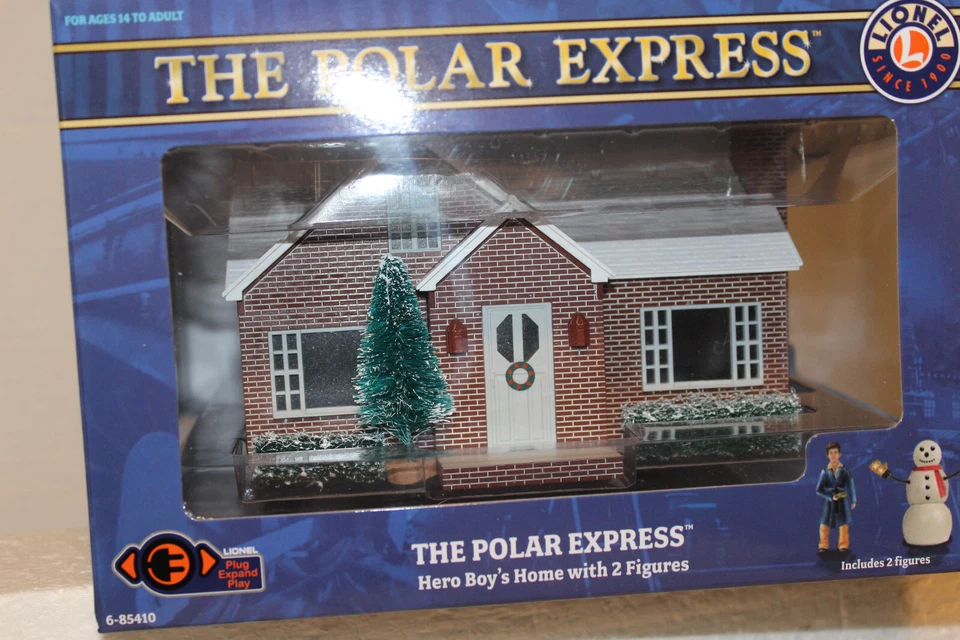 FOR AGES 14 TO ADULT
THE POLAR EXPRESS™
LIONEL
L
SINCE 1900
THE POLAR EXPRESS™
Hero Boy's Home with 2 Figures
Includes 2 figures
LIONEL
Plug
Expand
Play
6-85410